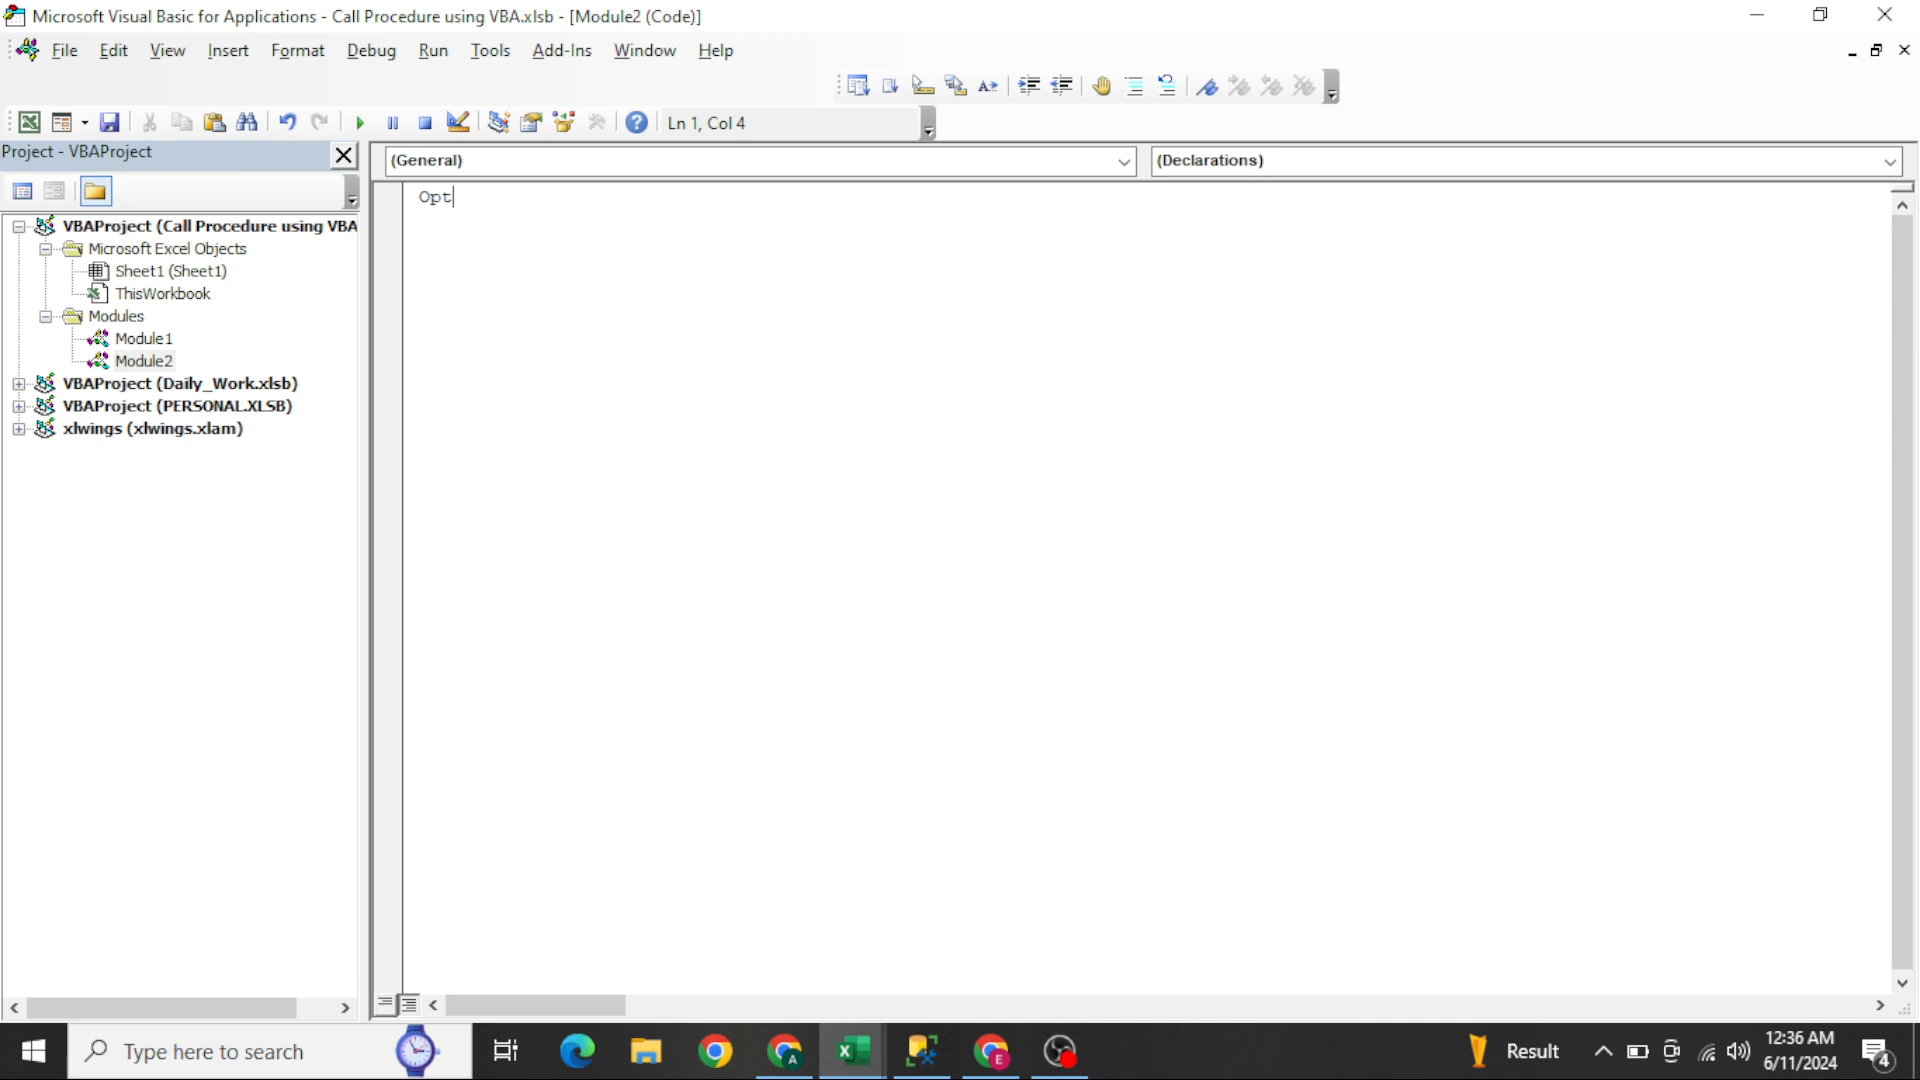 Microsoft Visual Basic for Applications - Call Procedure using VBA.xlsb - [Module2 (Code)]
File Edit View Insert Format Debug Run Tools Add-Ins Window Help
Ln 1, Col 4
Project - VBAProject
(General) (Declarations)
Opt
VBAProject (Call Procedure using VBA
Microsoft Excel Objects
Sheet1 (Sheet1)
ThisWorkbook
Modules
Module1
Module2
VBAProject (Daily_Work.xlsb)
VBAProject (PERSONAL.XLSB)
xlwings (xlwings.xlam)
Type here to search
A
E
Result
12:36 AM
6/11/2024
4